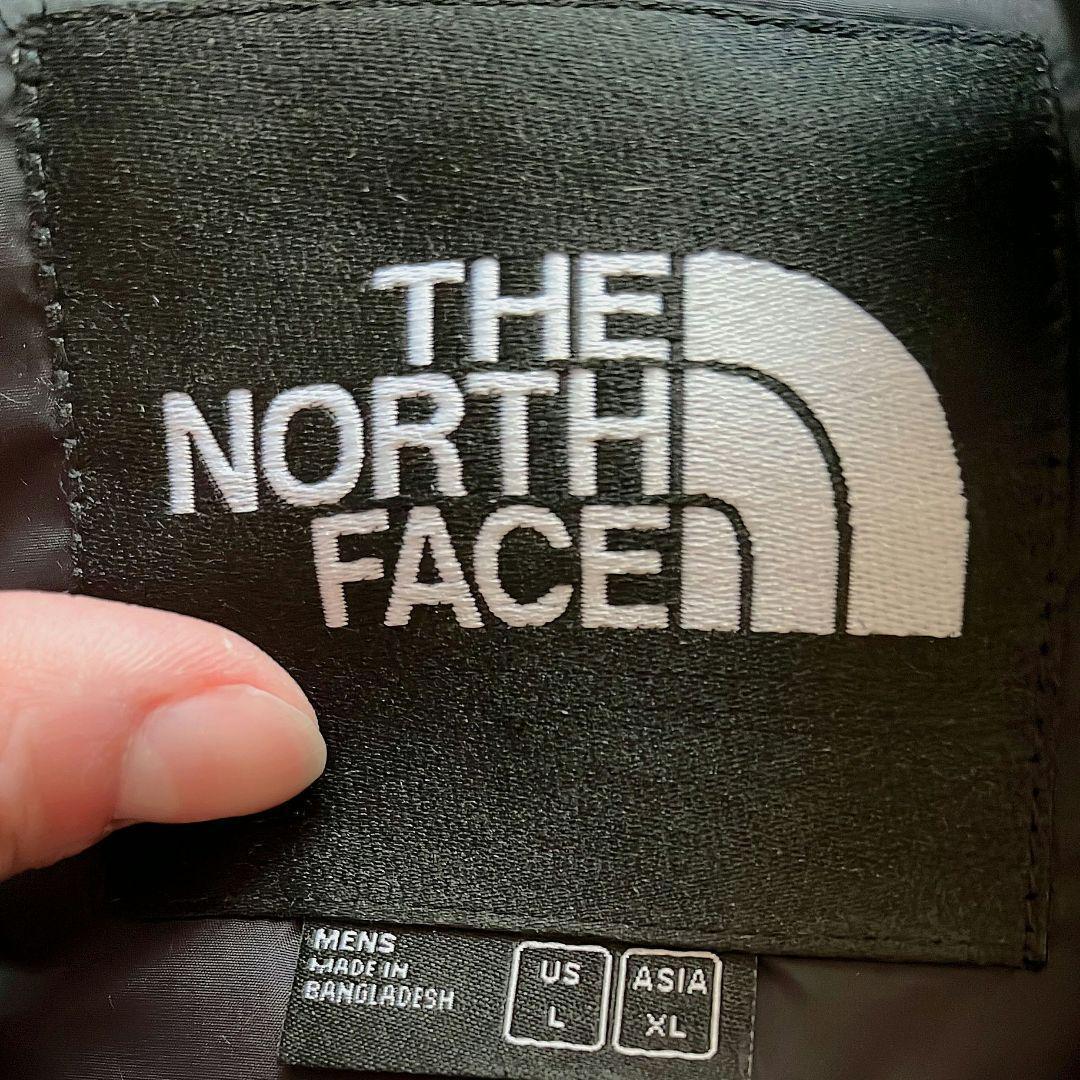 THE
NORTH
FACE
MENS
MADE IN
BANGLADESH
US
L
ASIA
XL